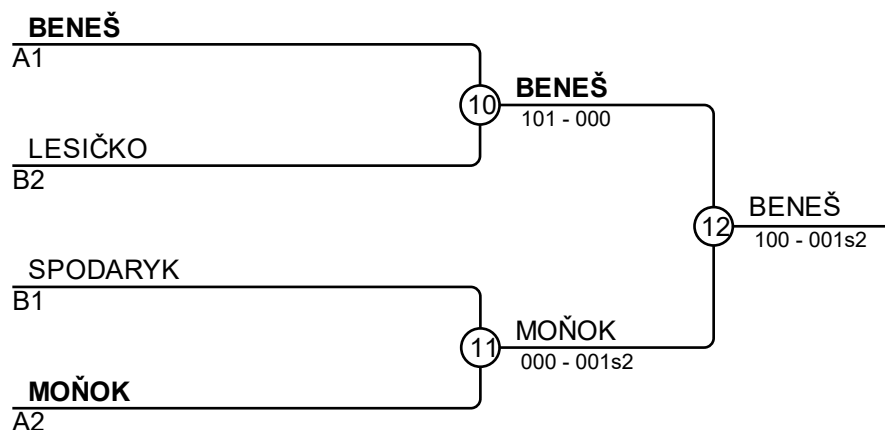 BENEŠ
A1
10
BENEŠ
101 - 000
LESIČKO
B2
12
BENEŠ
100 - 001s2
SPODARYK
B1
11
MOŇOK
000 - 001s2
MOŇOK
A2